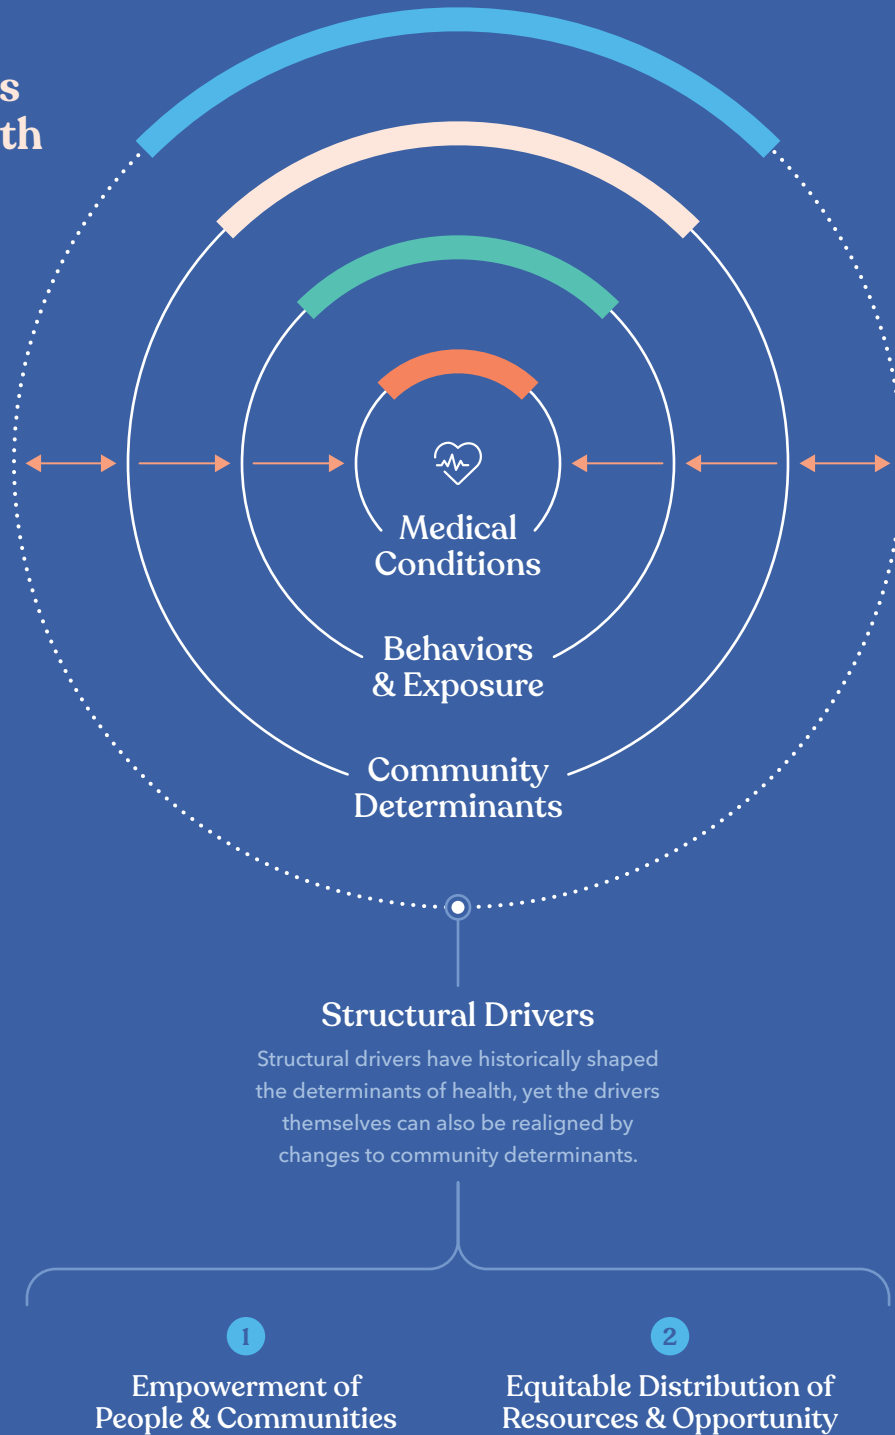 Medical
Conditions
Behaviors
& Exposure
Community
Determinants
Structural Drivers
Structural drivers have historically shaped
the determinants of health, yet the drivers
themselves can also be realigned by
changes to community determinants.
1
Empowerment of
People & Communities
2
Equitable Distribution of
Resources & Opportunity